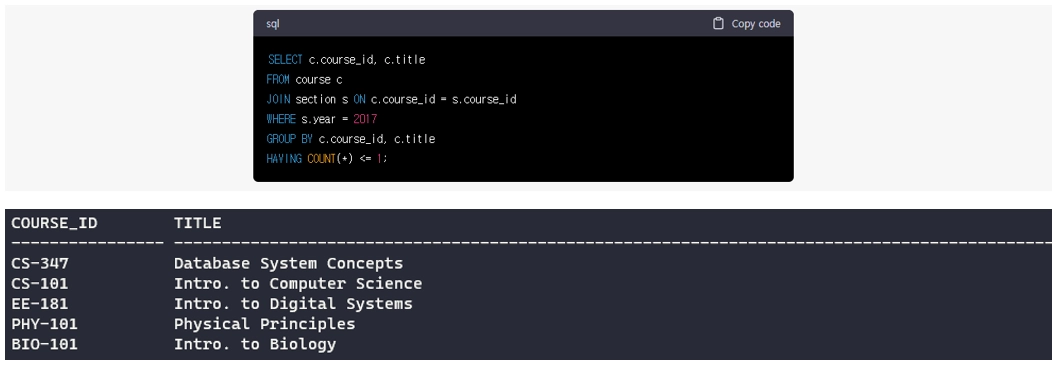 sql
Copy code
SELECT c.course_id, c.title
FROM course c
JOIN section s ON c.course_id = s.course_id
WHERE s.year = 2017
GROUP BY c.course_id, c.title
HAVING COUNT(*) <= 1;
COURSE_ID TITLE
---------------- --------------------------------------------------------------------------------------------
CS-347 Database System Concepts
CS-101 Intro. to Computer Science
EE-181 Intro. to Digital Systems
PHY-101 Physical Principles
BIO-101 Intro. to Biology